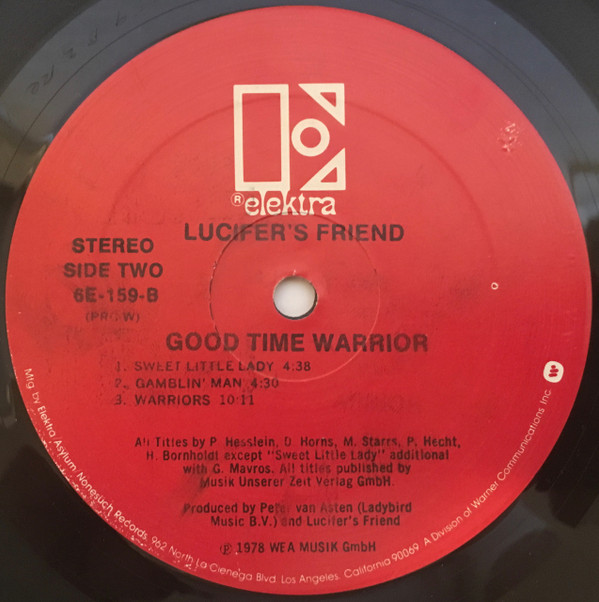 ® elektra
LUCIFER'S FRIEND
STEREO
SIDE TWO
6E-159-B
(PRC-W)
GOOD TIME WARRIOR
1. SWEET LITTLE LADY 4:38
2. GAMBLIN' MAN 4:30
3. WARRIORS 10:11
All Titles by P. Hesslein, D. Horns, M. Starrs, P. Hecht,
H. Bornholdt except "Sweet Little Lady" additional
with G. Mavros. All titles published by
Musik Unserer Zeit Verlag GmbH.
Produced by Peter van Asten (Ladybird
Music B.V.) and Lucifer's Friend
℗ 1978 WEA MUSIK GmbH
Mfg by Elektra/Asylum/Nonesuch Records, 962 North La Cienega Blvd. Los Angeles, California 90069. A Division of Warner Communications Inc.